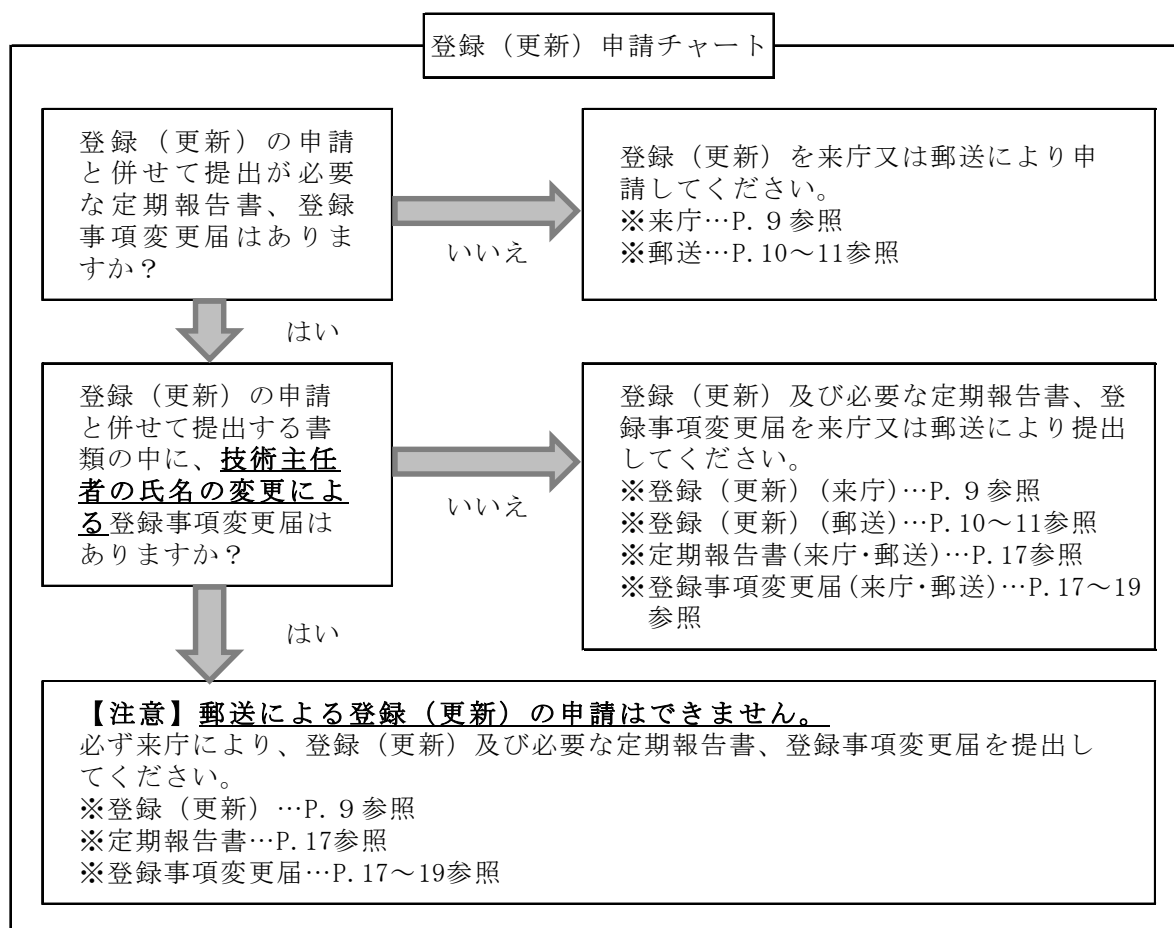 登録（更新）申請チャート
登録（更新）の申請
と併せて提出が必要
な定期報告書、登録
事項変更届はありま
すか？
いいえ
登録（更新）を来庁又は郵送により申
請してください。
※来庁…P.９参照
※郵送…P.10～11参照
はい
登録（更新）の申請
と併せて提出する書
類の中に、技術主任
者の氏名の変更によ
る登録事項変更届は
ありますか？
いいえ
登録（更新）及び必要な定期報告書、登
録事項変更届を来庁又は郵送により提出
してください。
※登録（更新）(来庁)…P.９参照
※登録（更新）(郵送)…P.10～11参照
※定期報告書(来庁･郵送)…P.17参照
※登録事項変更届(来庁･郵送)…P.17～19
参照
はい
【注意】郵送による登録（更新）の申請はできません。
必ず来庁により、登録（更新）及び必要な定期報告書、登録事項変更届を提出し
てください。
※登録（更新）…P.９参照
※定期報告書…P.17参照
※登録事項変更届…P.17～19参照